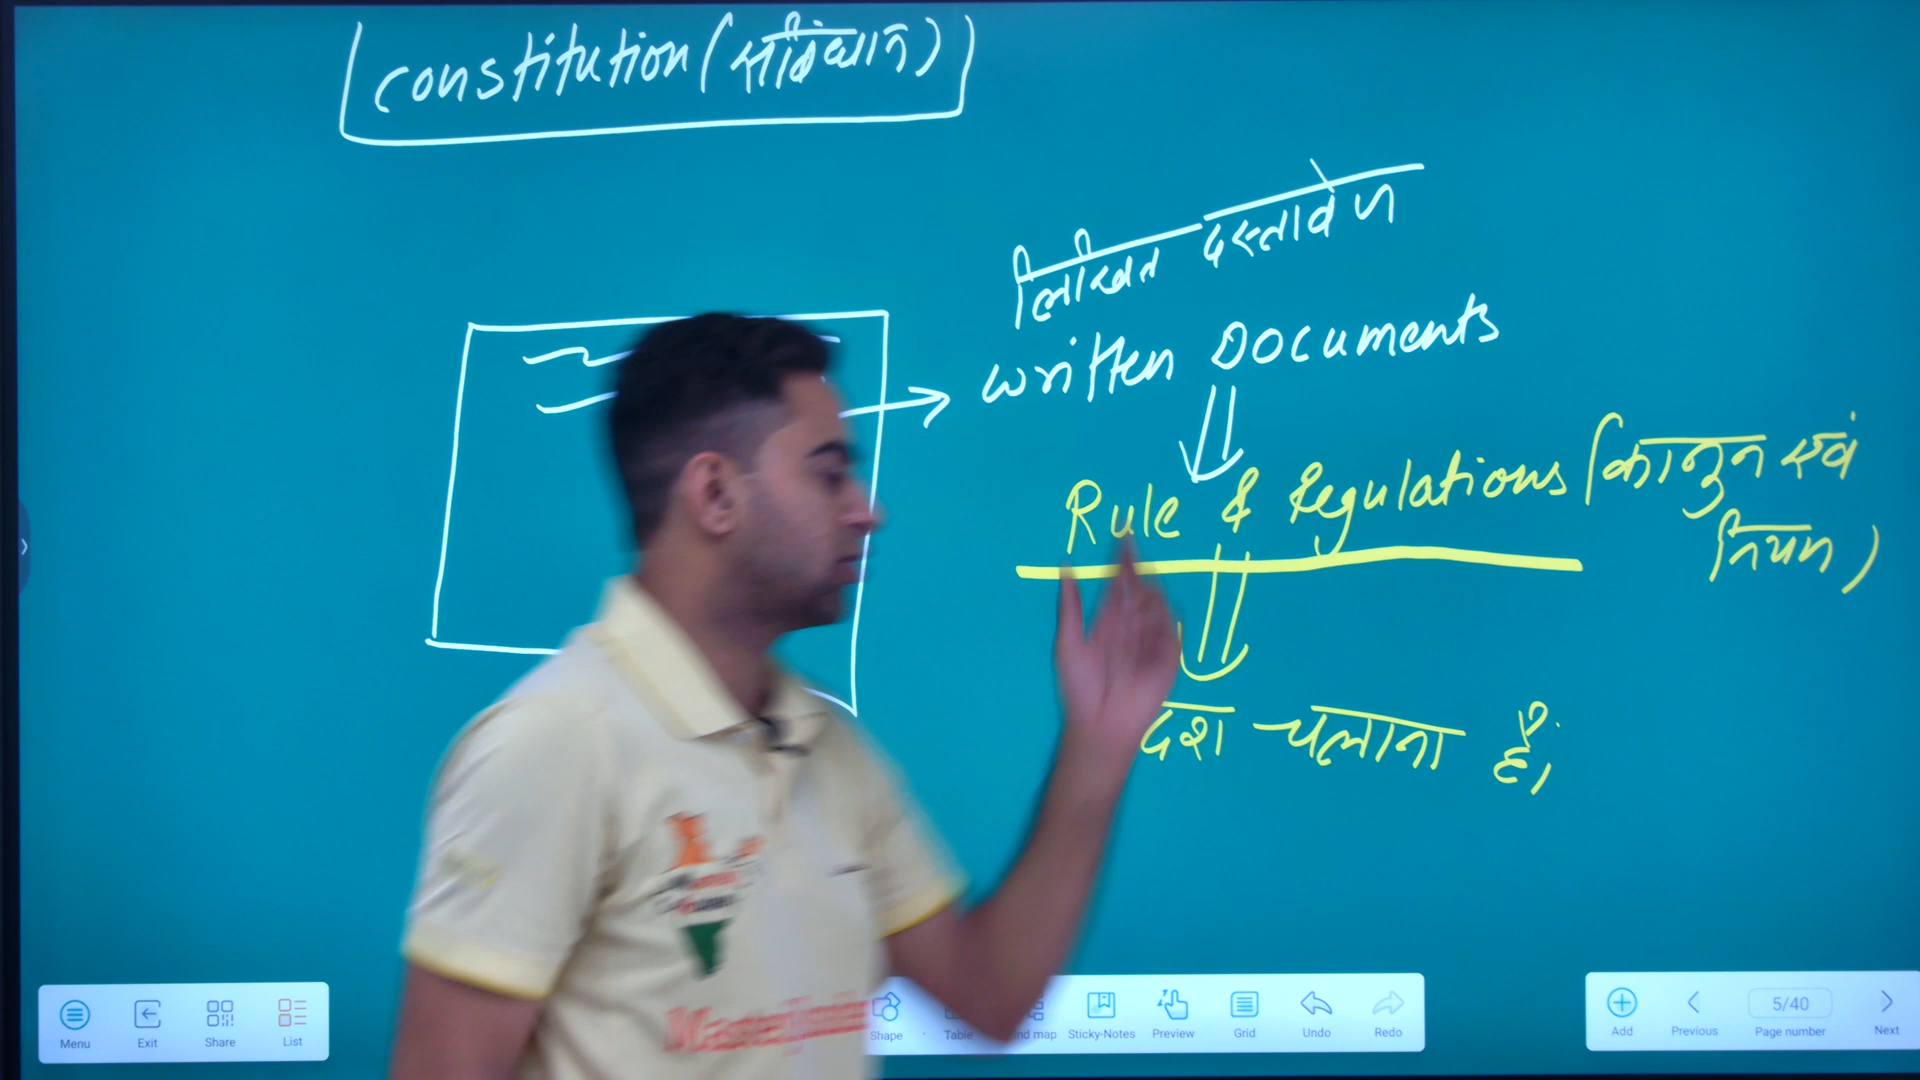 constitution (संविधान)
लिखित दस्तावेज
written Documents
Rule & Regulations (कानुन एवं
नियम)
देश चलाना है,
Menu Exit Share List
Shape Table Sticky-Notes Preview Grid Undo Redo
Add Previous 5/40 Page number Next